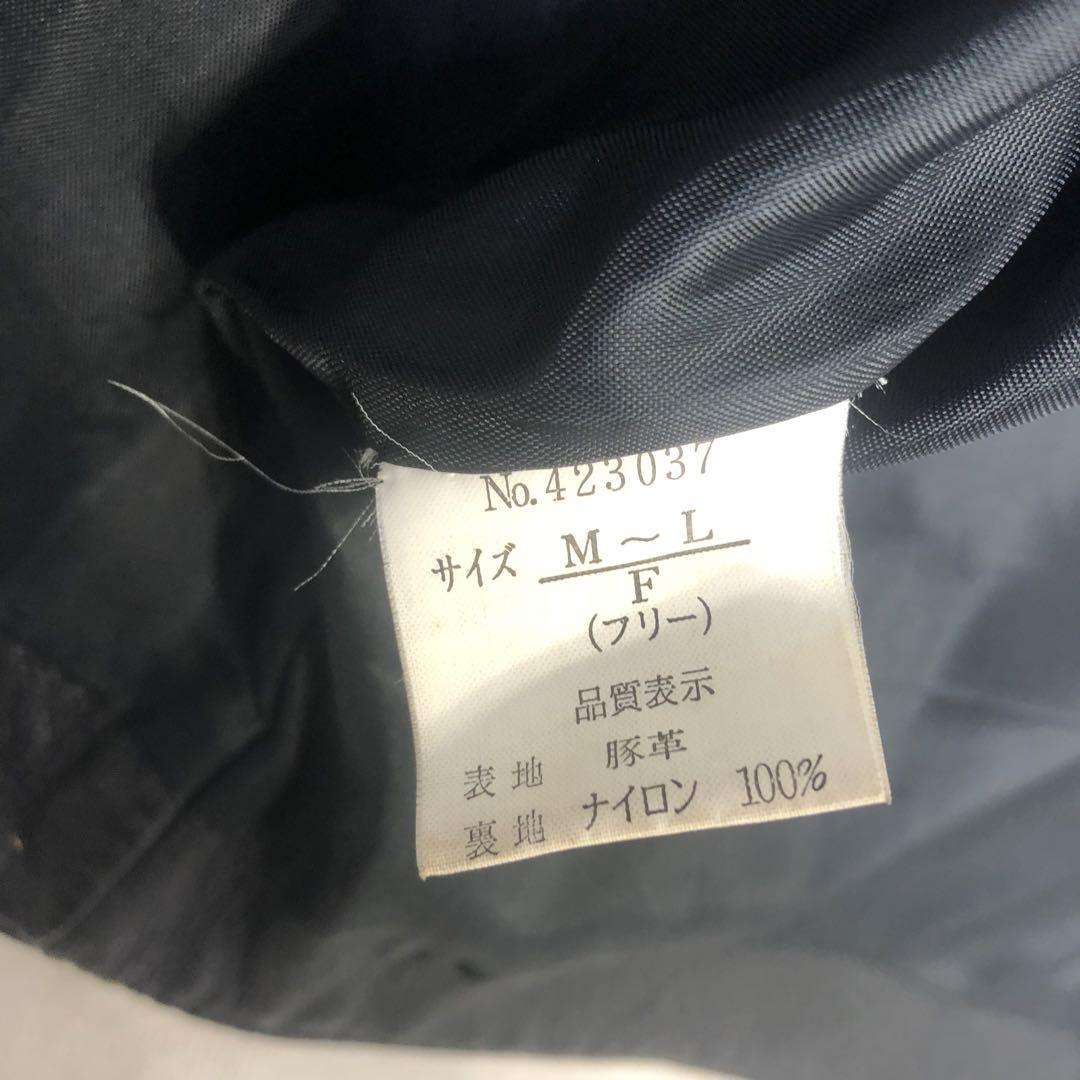 No.423037
サイズ M～L
F
(フリー)
品質表示
表地 豚革
裏地 ナイロン 100%